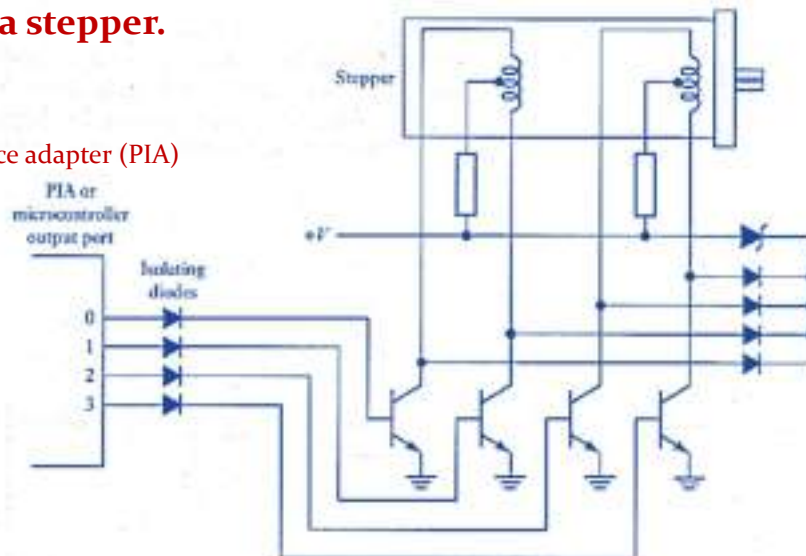 a stepper.
ce adapter (PIA)
Stepper
PIA or
microcontroller
output port
+V
Isolating
diodes
0
1
2
3